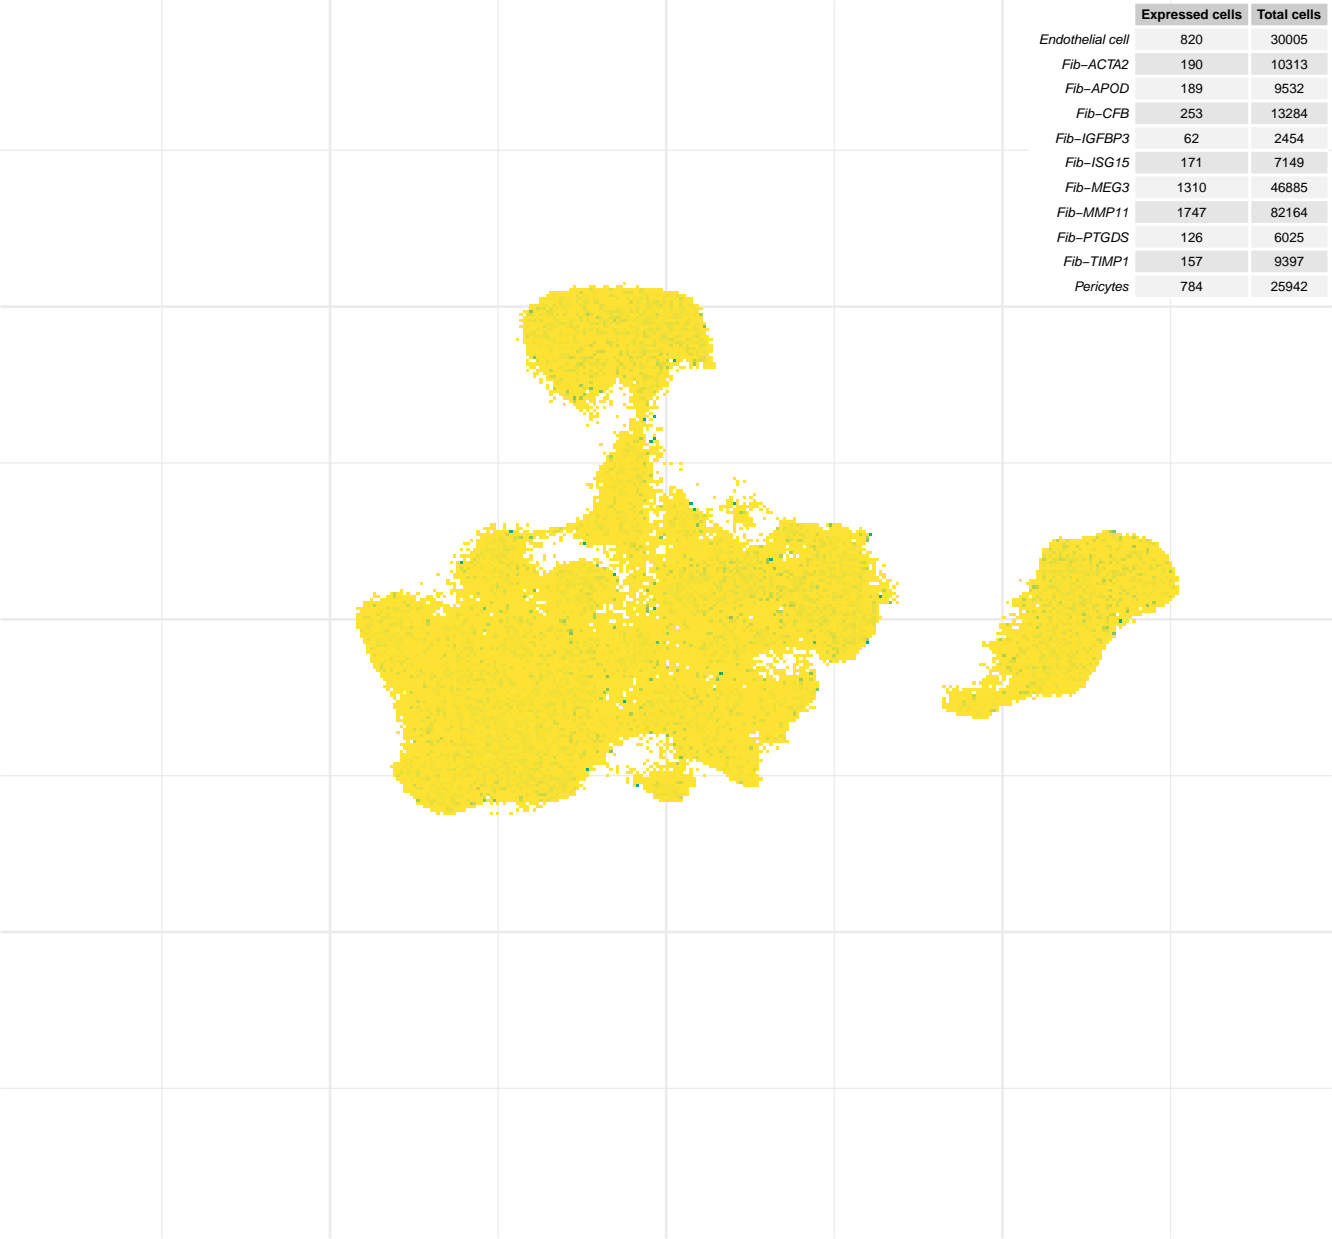 Expressed cells Total cells
Endothelial cell 820 30005
Fib−ACTA2 190 10313
Fib−APOD 189 9532
Fib−CFB 253 13284
Fib−IGFBP3 62 2454
Fib−ISG15 171 7149
Fib−MEG3 1310 46885
Fib−MMP11 1747 82164
Fib−PTGDS 126 6025
Fib−TIMP1 157 9397
Pericytes 784 25942